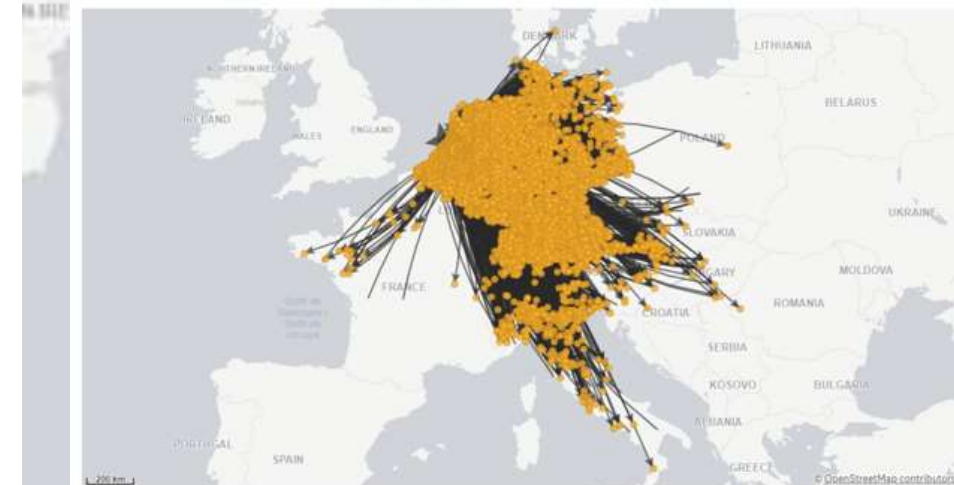 DENMARK
LITHUANIA
NORTHERN IRELAND
BELARUS
IRELAND
WALES
ENGLAND
POLAND
UKRAINE
SLOVAKIA
MOLDOVA
FRANCE
CROATIA
ROMANIA
SERBIA
KOSOVO
BULGARIA
ALBANIA
PORTUGAL
SPAIN
GREECE
200 km
© OpenStreetMap contributors